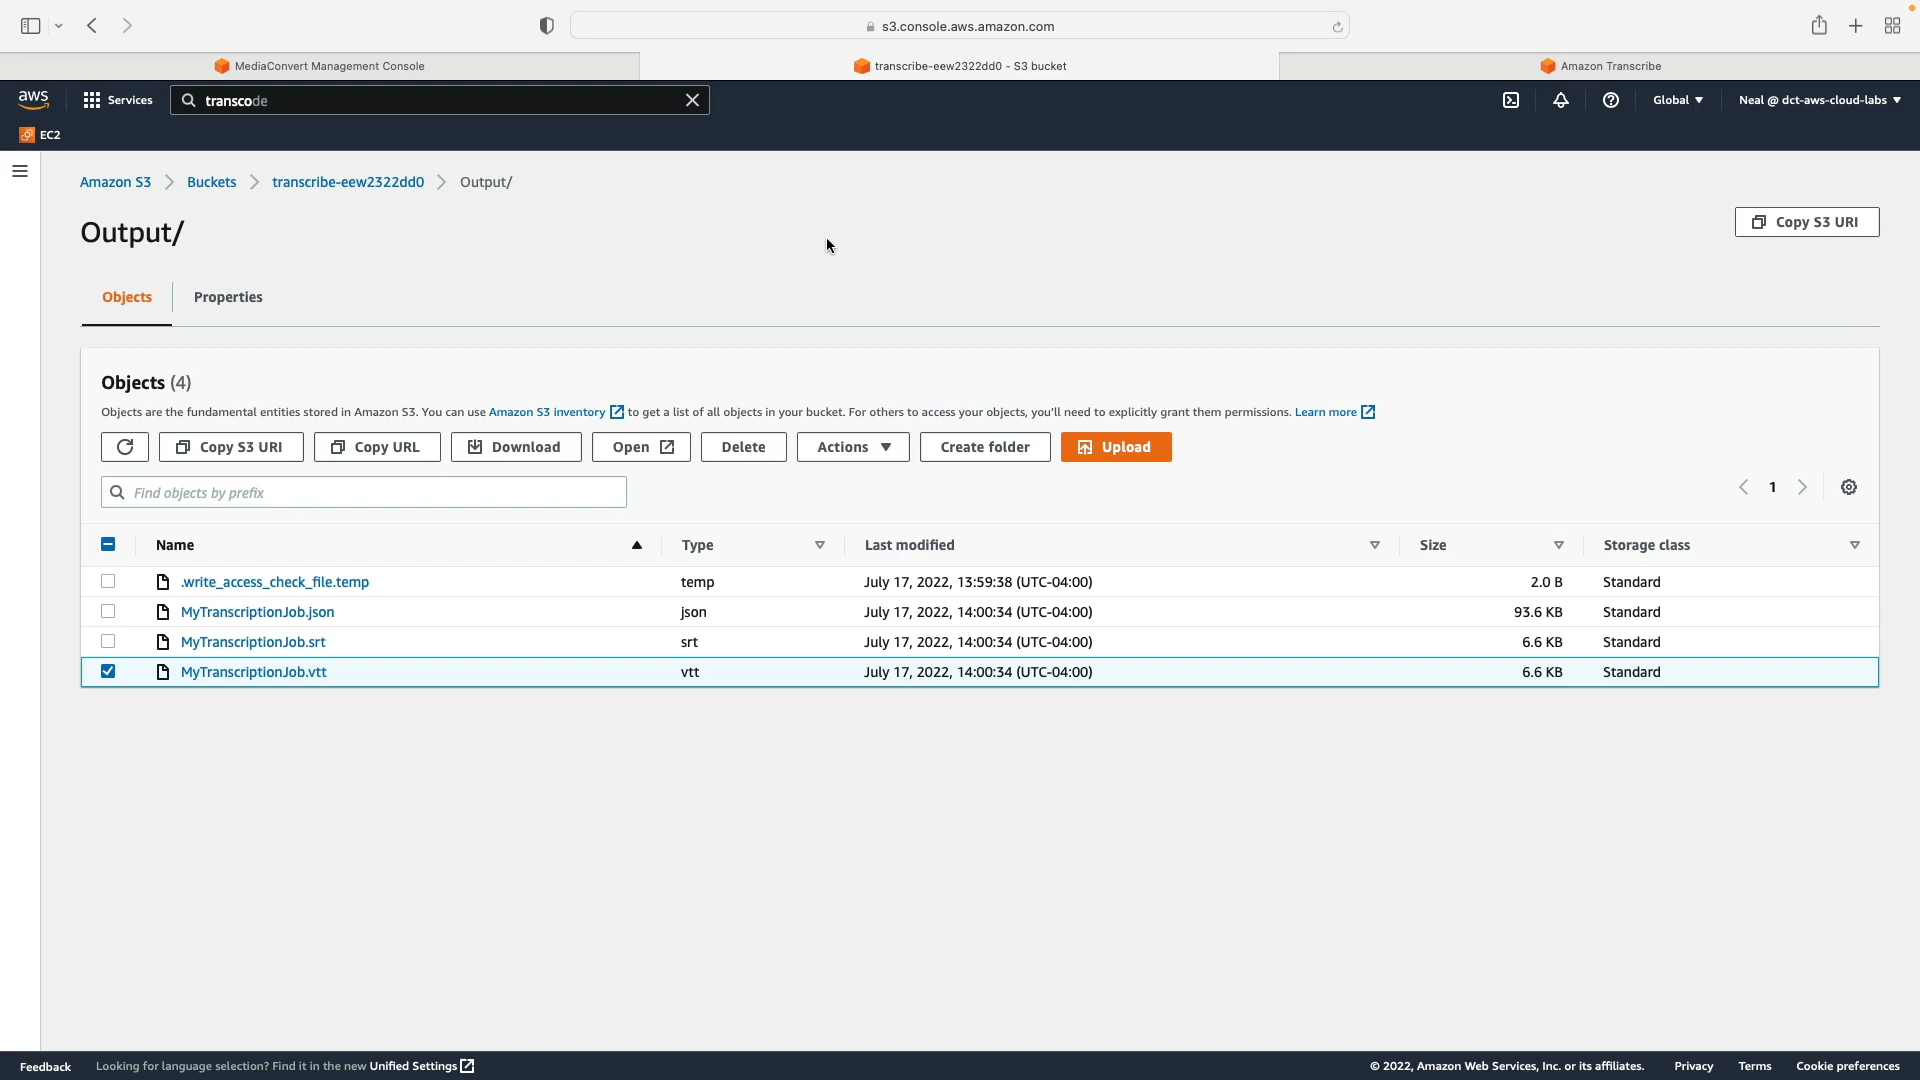 s3.console.aws.amazon.com
MediaConvert Management Console
transcribe-eew2322dd0 - S3 bucket
Amazon Transcribe
aws Services transcode Global Neal @ dct-aws-cloud-labs
EC2
Amazon S3 Buckets transcribe-eew2322dd0 Output/
Output/ Copy S3 URI
Objects Properties
Objects (4)
Objects are the fundamental entities stored in Amazon S3. You can use Amazon S3 inventory to get a list of all objects in your bucket. For others to access your objects, you'll need to explicitly grant them permissions. Learn more
Copy S3 URI Copy URL Download Open Delete Actions Create folder Upload
Find objects by prefix 1
Name Type Last modified Size Storage class
.write_access_check_file.temp temp July 17, 2022, 13:59:38 (UTC-04:00) 2.0 B Standard
MyTranscriptionJob.json json July 17, 2022, 14:00:34 (UTC-04:00) 93.6 KB Standard
MyTranscriptionJob.srt srt July 17, 2022, 14:00:34 (UTC-04:00) 6.6 KB Standard
MyTranscriptionJob.vtt vtt July 17, 2022, 14:00:34 (UTC-04:00) 6.6 KB Standard
Feedback Looking for language selection? Find it in the new Unified Settings © 2022, Amazon Web Services, Inc. or its affiliates. Privacy Terms Cookie preferences